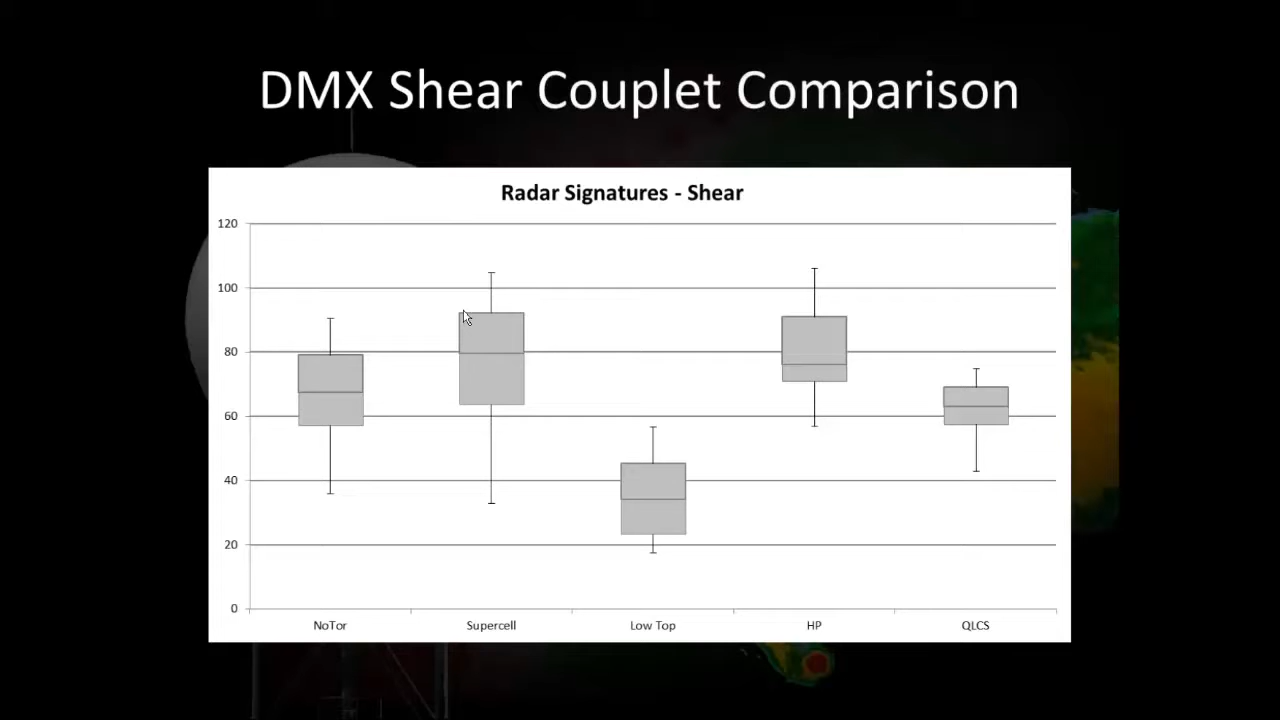 DMX Shear Couplet Comparison
Radar Signatures - Shear
120
100
80
60
40
20
0
NoTor Supercell Low Top HP QLCS